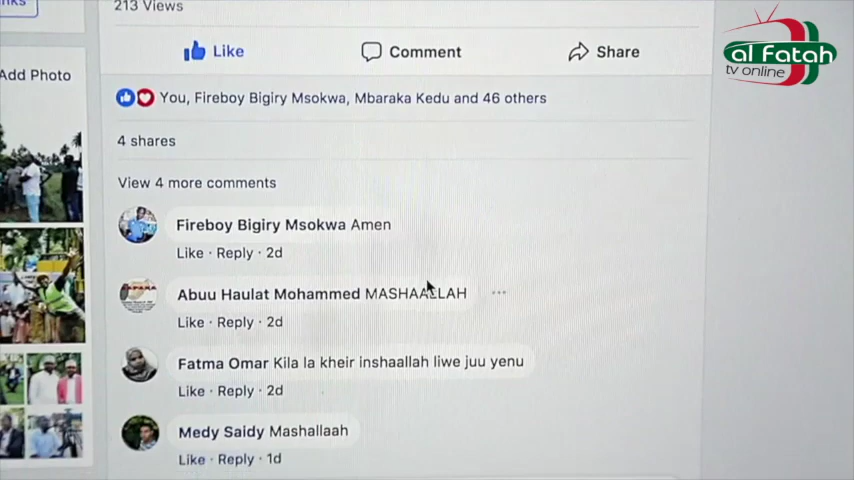 213 Views
al Fatah
tv online
Like
Comment
Share
Add Photo
You, Fireboy Bigiry Msokwa, Mbaraka Kedu and 46 others
4 shares
View 4 more comments
Fireboy Bigiry Msokwa Amen
Like · Reply · 2d
Abuu Haulat Mohammed MASHAALLAH
Like · Reply · 2d
Fatma Omar Kila la kheir inshaallah liwe juu yenu
Like · Reply · 2d
Medy Saidy Mashallaah
Like · Reply · 1d